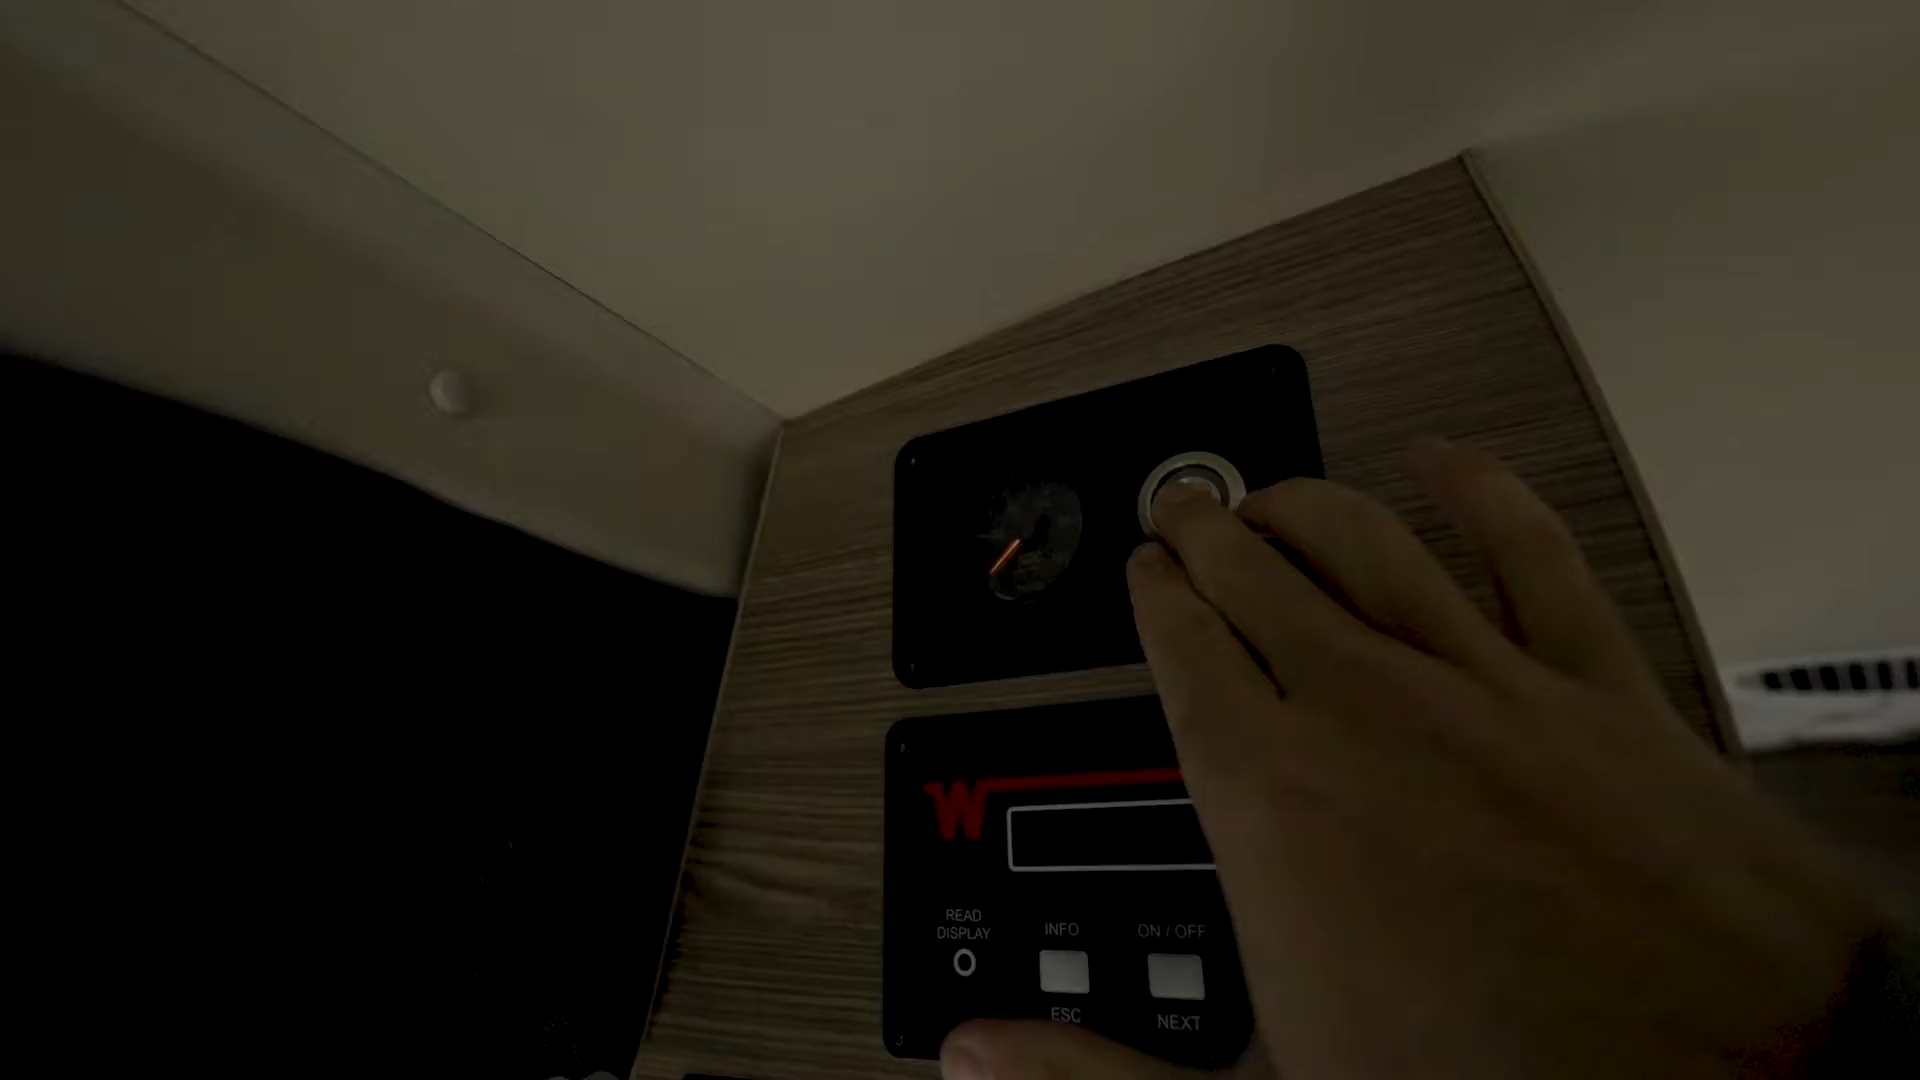 W
READ
DISPLAY
INFO
ON / OFF
ESC
NEXT